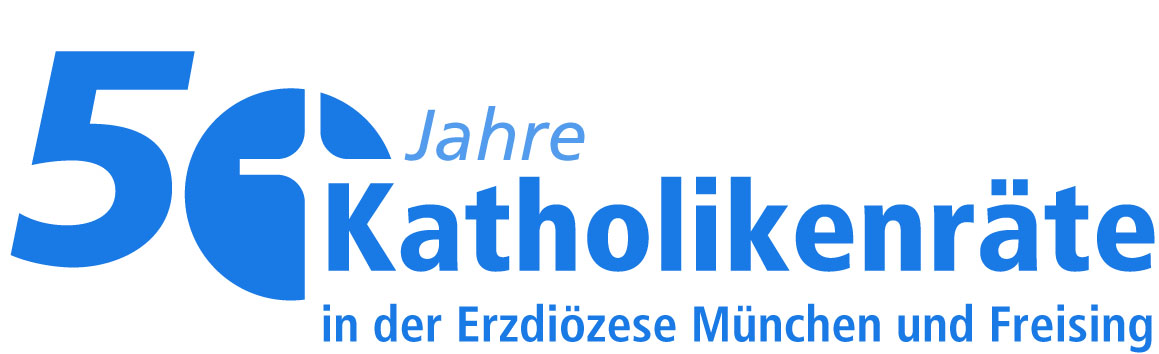 50 Jahre
Katholikenräte
in der Erzdiözese München und Freising